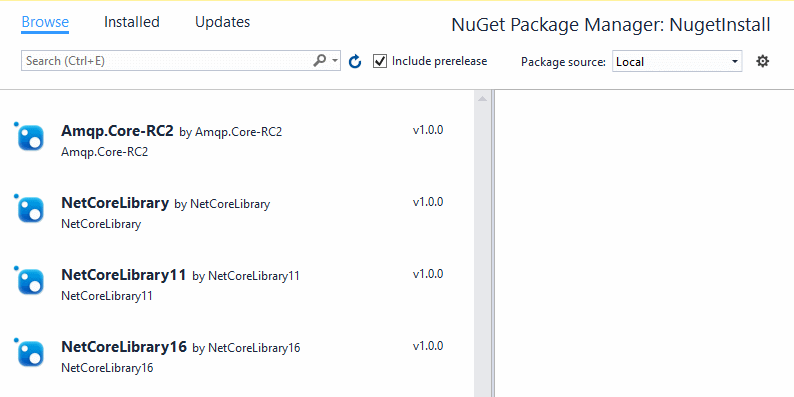 Browse Installed Updates NuGet Package Manager: NugetInstall
Search (Ctrl+E) Include prerelease Package source: Local
Amqp.Core-RC2 by Amqp.Core-RC2 v1.0.0
Amqp.Core-RC2
NetCoreLibrary by NetCoreLibrary v1.0.0
NetCoreLibrary
NetCoreLibrary11 by NetCoreLibrary11 v1.0.0
NetCoreLibrary11
NetCoreLibrary16 by NetCoreLibrary16 v1.0.0
NetCoreLibrary16